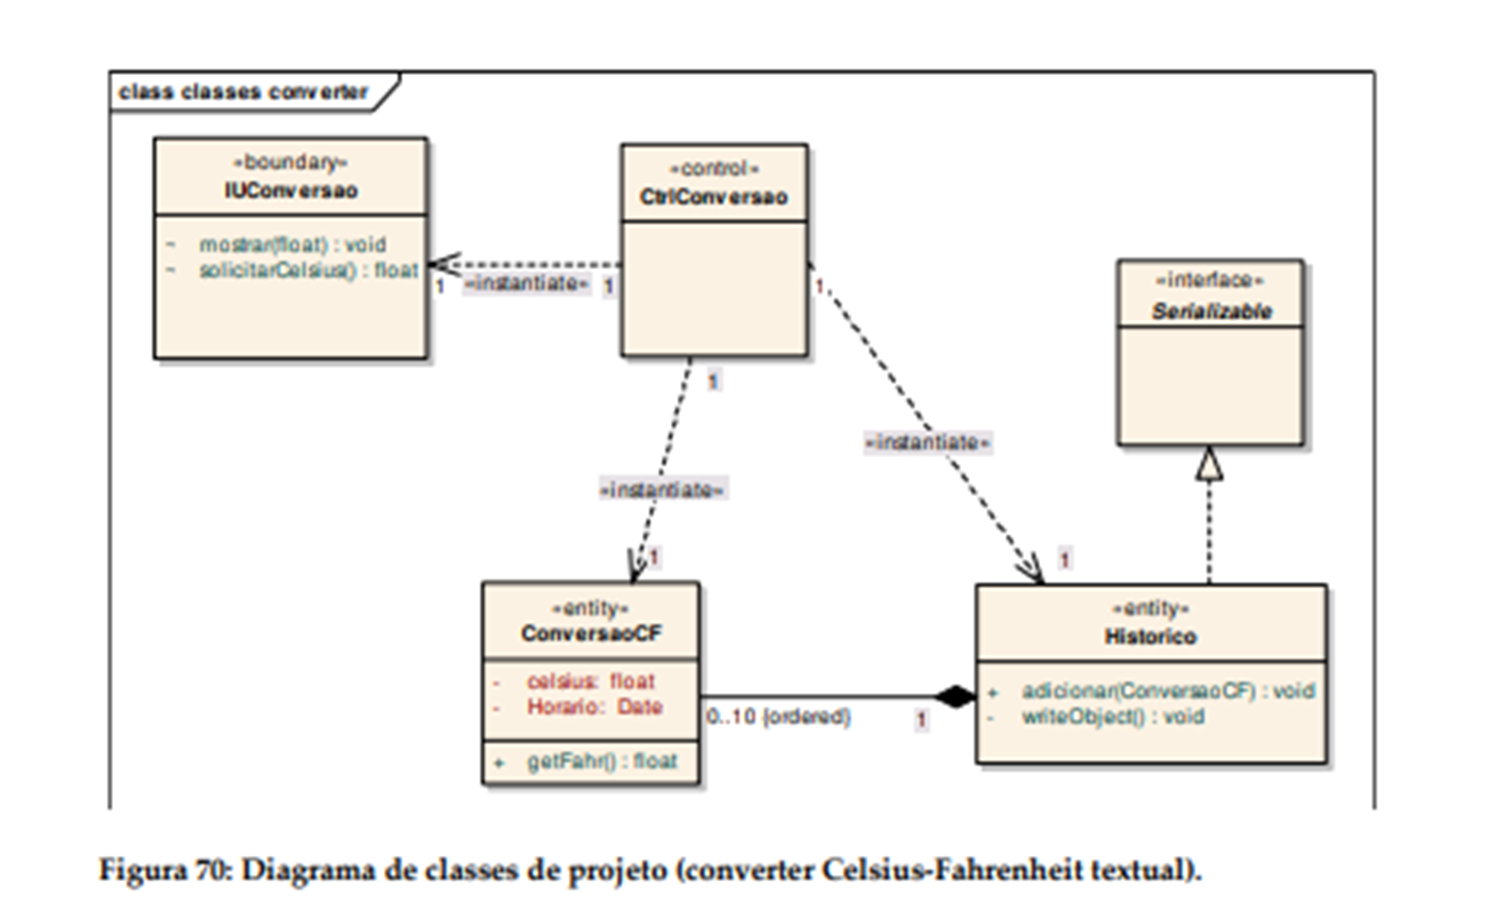 class classes converter
«boundary»
IUConversao
~ mostrar(float) : void
~ solicitarCelsius() : float
1
«instantiate»
1
«control»
CtrlConversao
1
1
«interface»
Serializable
«instantiate»
«instantiate»
1
1
«entity»
ConversaoCF
- celsius: float
- Horario: Date
+ getFahr() : float
0..10 {ordered}
1
«entity»
Historico
+ adicionar(ConversaoCF) : void
- writeObject() : void
Figura 70: Diagrama de classes de projeto (converter Celsius-Fahrenheit textual).